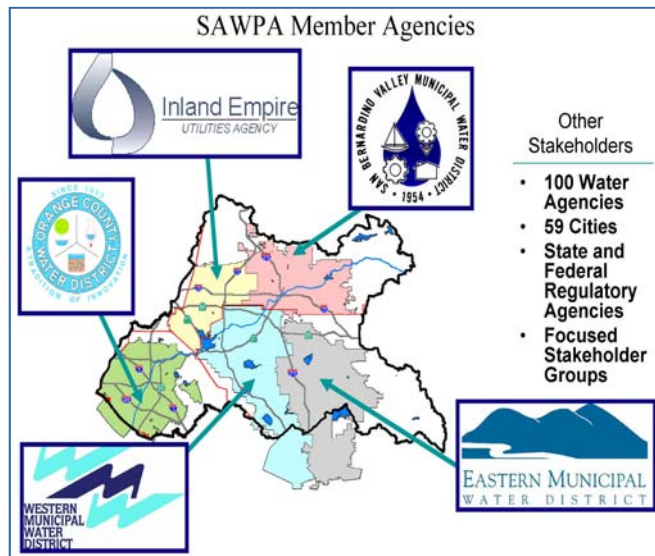 SAWPA Member Agencies
Inland Empire
UTILITIES AGENCY
SAN BERNARDINO VALLEY MUNICIPAL WATER DISTRICT
• 1954 •
SINCE 1933
ORANGE COUNTY WATER DISTRICT
A TRADITION OF INNOVATION
Other
Stakeholders
• 100 Water
Agencies
• 59 Cities
• State and
Federal
Regulatory
Agencies
• Focused
Stakeholder
Groups
WESTERN
MUNICIPAL
WATER
DISTRICT
EASTERN MUNICIPAL
WATER DISTRICT